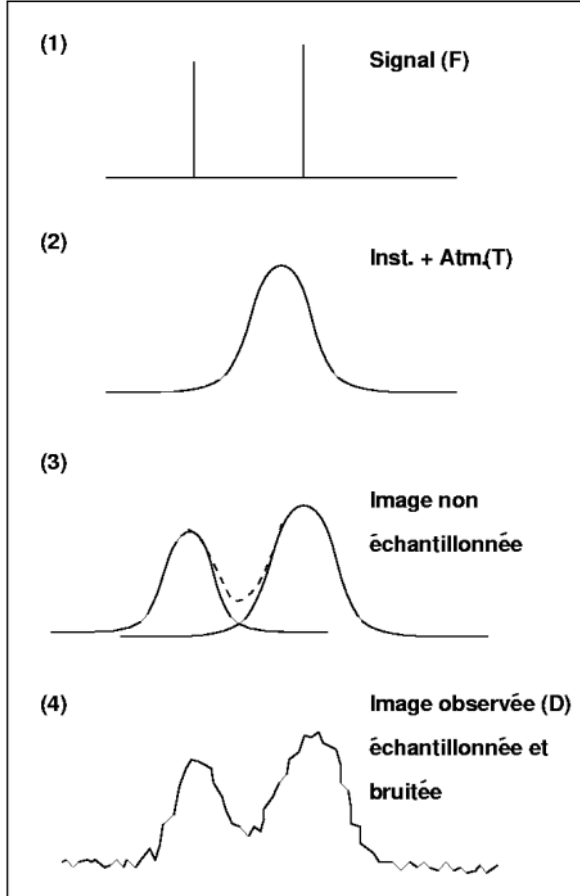 (1)
Signal (F)
(2)
Inst. + Atm.(T)
(3)
Image non
échantillonnée
(4)
Image observée (D)
échantillonnée et
bruitée